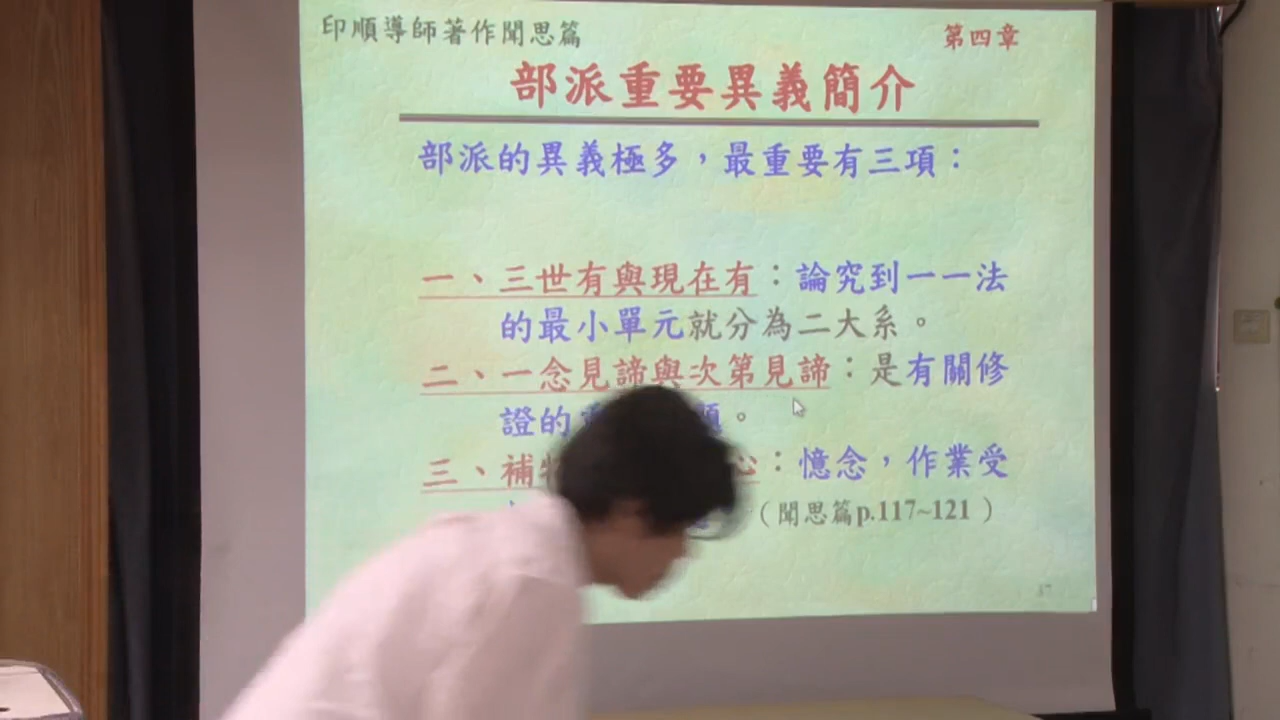 印順導師著作聞思篇
第四章
部派重要異義簡介
部派的異義極多，最重要有三項：
一、三世有與現在有：論究到一一法
的最小單元就分為二大系。
二、一念見諦與次第見諦：是有關修
證的 。
三、補 心：憶念，作業受
（聞思篇p.117~121）
37